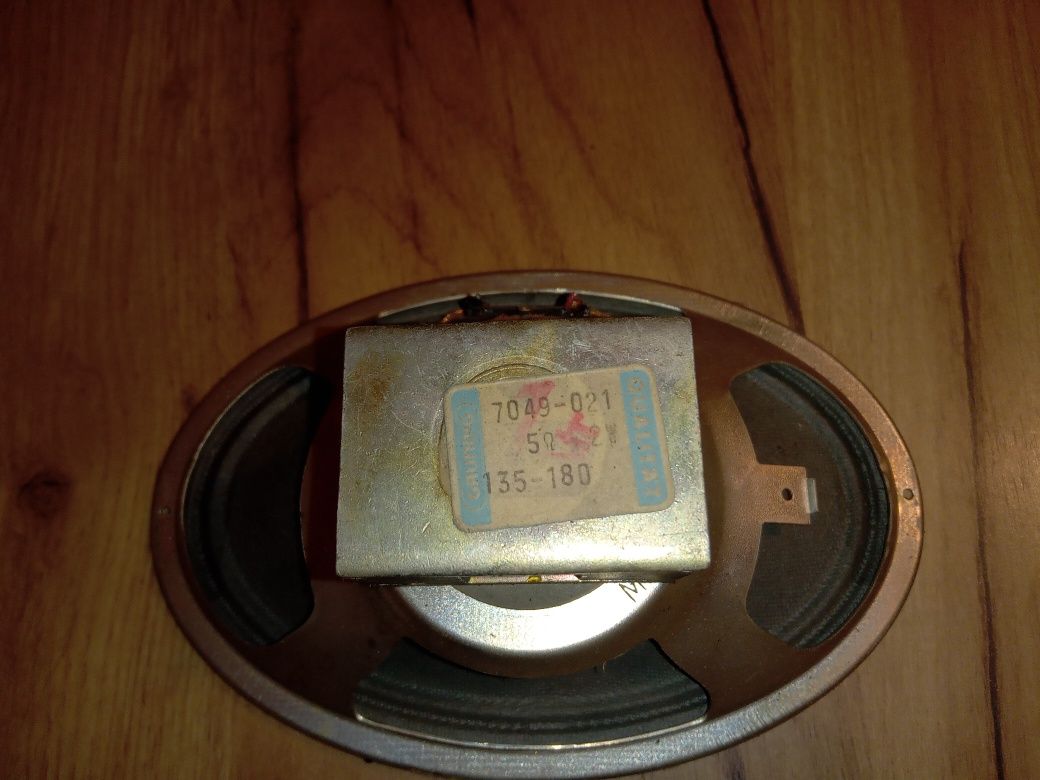 GRUNDIG
7049-021
5Ω
135-180
QUALITÄT
M